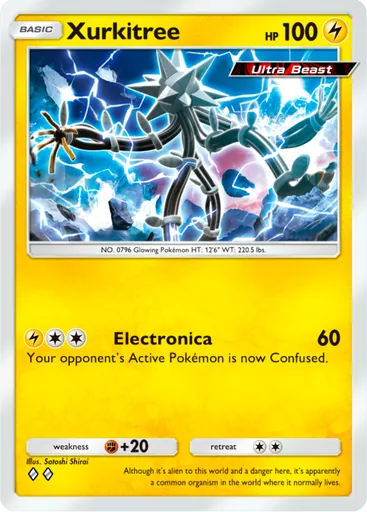 BASIC Xurkitree HP 100
Ultra Beast
NO. 0796 Glowing Pokémon HT: 12'6" WT: 220.5 lbs.
Electronica 60
Your opponent's Active Pokémon is now Confused.
weakness +20 retreat
Illus. Satoshi Shirai
Although it's alien to this world and a danger here, it's apparently
a common organism in the world where it normally lives.